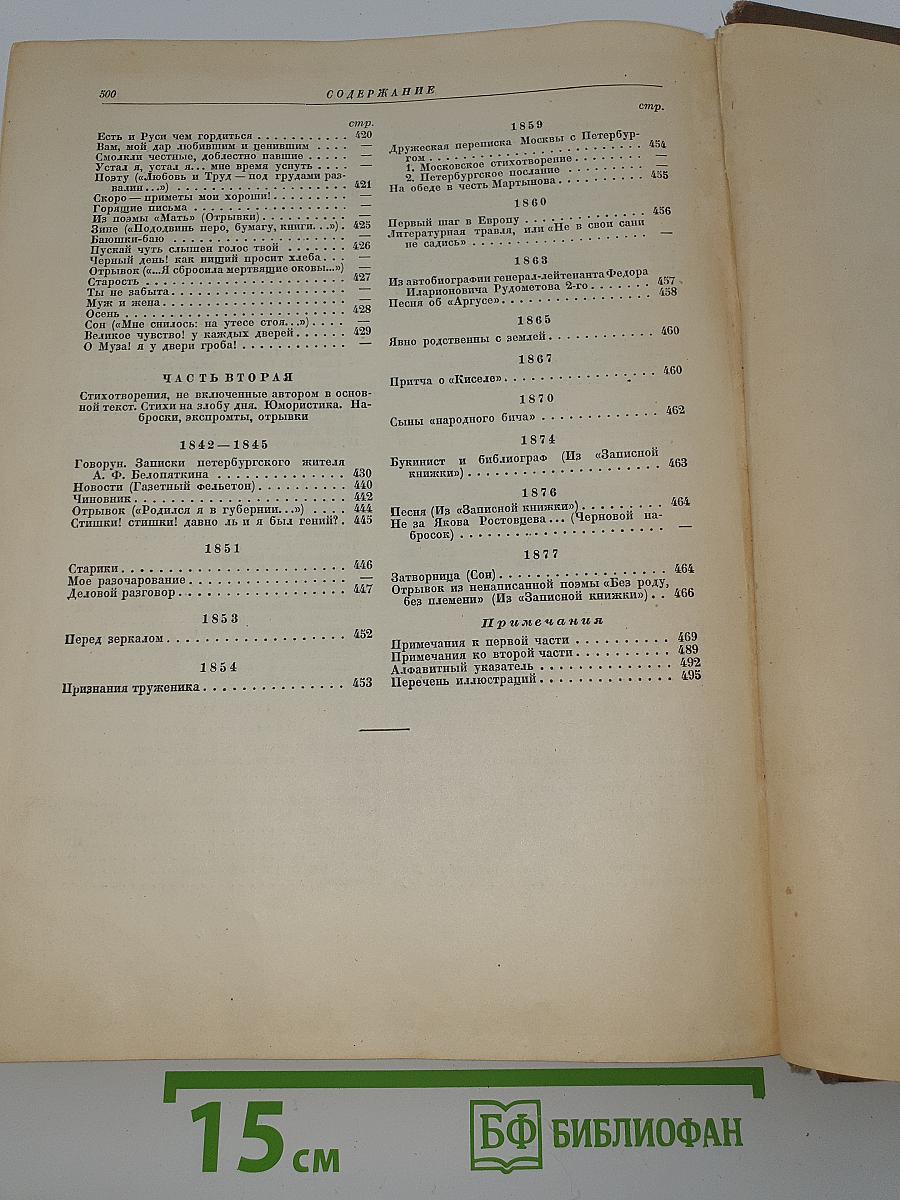 500
СОДЕРЖАНИЕ
стр.
Есть и Руси чем гордиться . . . . . . . . . . . 420
Вам, мой дар любившим и ценившим . . . . —
Смолкли честные, доблестно павшие . . . . . —
Устал я, устал я... мне время уснуть . . . —
Поэту («Любовь и Труд — под грудами раз-
валин...») . . . . . . . . . . . . . . . . . 421
Скоро — приметы мои хороши! . . . . . . . . . —
Горящие письма . . . . . . . . . . . . . . . . —
Из поэмы «Мать» (Отрывки) . . . . . . . . . . —
Зине («Пододвинь перо, бумагу, книги...») . 425
Баюшки-баю . . . . . . . . . . . . . . . . . . —
Пускай чуть слышен голос твой . . . . . . . 426
Черный день! как нищий просит хлеба . . . —
Отрывок («...Я сбросила мертвящие оковы...») —
Старость . . . . . . . . . . . . . . . . . . . 427
Ты не забыта . . . . . . . . . . . . . . . . . —
Муж и жена . . . . . . . . . . . . . . . . . . —
Осень . . . . . . . . . . . . . . . . . . . . . 428
Сон («Мне снилось: на утесе стоя...») . . . . —
Великое чувство! у каждых дверей . . . . . . 429
О Муза! я у двери гроба! . . . . . . . . . . . . —
ЧАСТЬ ВТОРАЯ
Стихотворения, не включенные автором в основ-
ной текст. Стихи на злобу дня. Юмористика. На-
броски, экспромты, отрывки
1842—1845
Говорун. Записки петербургского жителя
А. Ф. Белопяткина . . . . . . . . . . . . . 430
Новости (Газетный фельетон) . . . . . . . . . . 440
Чиновник . . . . . . . . . . . . . . . . . . . . 442
Отрывок («Родился я в губернии...») . . . . 444
Стишки! стишки! давно ль и я был гений? . 445
1851
Старики . . . . . . . . . . . . . . . . . . . . . 446
Мое разочарование . . . . . . . . . . . . . . . —
Деловой разговор . . . . . . . . . . . . . . . . 447
1853
Перед зеркалом . . . . . . . . . . . . . . . . . 452
1854
Признания труженика . . . . . . . . . . . . . . 453
стр.
1859
Дружеская переписка Москвы с Петербур-
гом . . . . . . . . . . . . . . . . . . . . . . 454
1. Московское стихотворение . . . . . . . . —
2. Петербургское послание . . . . . . . . . —
На обеде в честь Мартынова . . . . . . . . . . 455
1860
Первый шаг в Европу . . . . . . . . . . . . . . 456
Литературная травля, или «Не в свои сани
не садись» . . . . . . . . . . . . . . . . . . —
1863
Из автобиографии генерал-лейтенанта Федора
Иларионовича Рудометова 2-го . . . . . . . 457
Песня об «Аргусе» . . . . . . . . . . . . . . . . 458
1865
Явно родственны с землей . . . . . . . . . . . . 460
1867
Притча о «Киселе» . . . . . . . . . . . . . . . . 460
1870
Сыны «народного бича» . . . . . . . . . . . . . 462
1874
Букинист и библиограф (Из «Записной
книжки») . . . . . . . . . . . . . . . . . . . 463
1876
Песня (Из «Записной книжки») . . . . . . . . . 464
Не за Якова Ростовцева... (Черновой на-
бросок) . . . . . . . . . . . . . . . . . . . . —
1877
Затворница (Сон) . . . . . . . . . . . . . . . . . 464
Отрывок из ненаписанной поэмы «Без роду,
без племени» (Из «Записной книжки») . . 466
Примечания
Примечания к первой части . . . . . . . . . . 469
Примечания ко второй части . . . . . . . . . . 489
Алфавитный указатель . . . . . . . . . . . . . . 492
Перечень иллюстраций . . . . . . . . . . . . . . 495
15 см
БФ БИБЛИОФАН